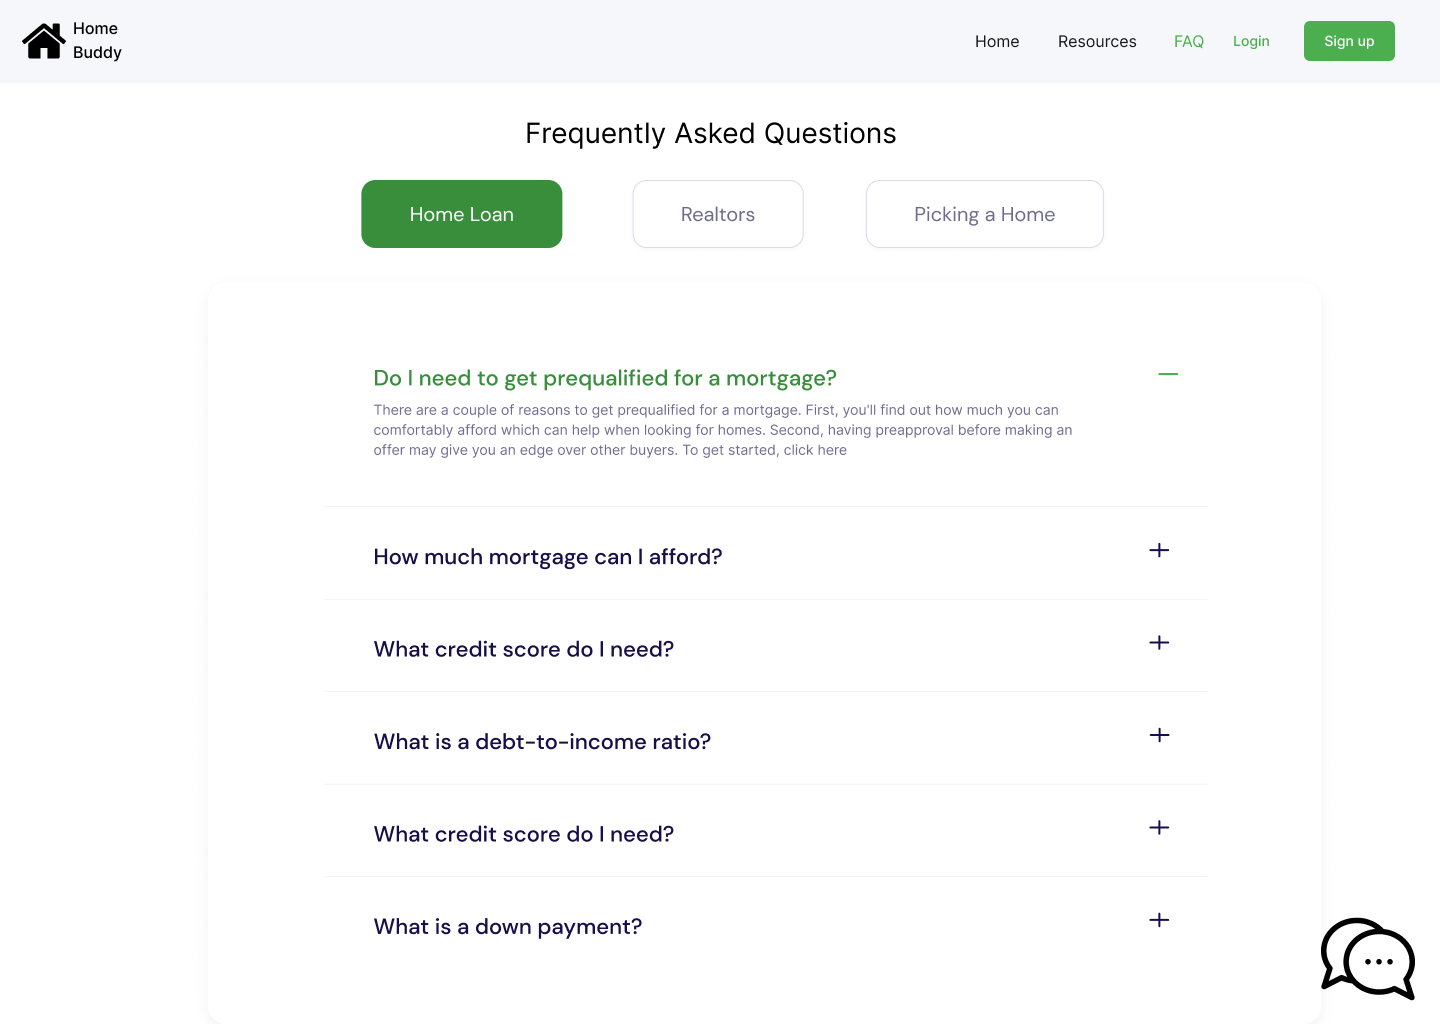 Home
Buddy
Home Resources FAQ Login Sign up
Frequently Asked Questions
Home Loan Realtors Picking a Home
Do I need to get prequalified for a mortgage?
There are a couple of reasons to get prequalified for a mortgage. First, you'll find out how much you can
comfortably afford which can help when looking for homes. Second, having preapproval before making an
offer may give you an edge over other buyers. To get started, click here
How much mortgage can I afford?
What credit score do I need?
What is a debt-to-income ratio?
What credit score do I need?
What is a down payment?